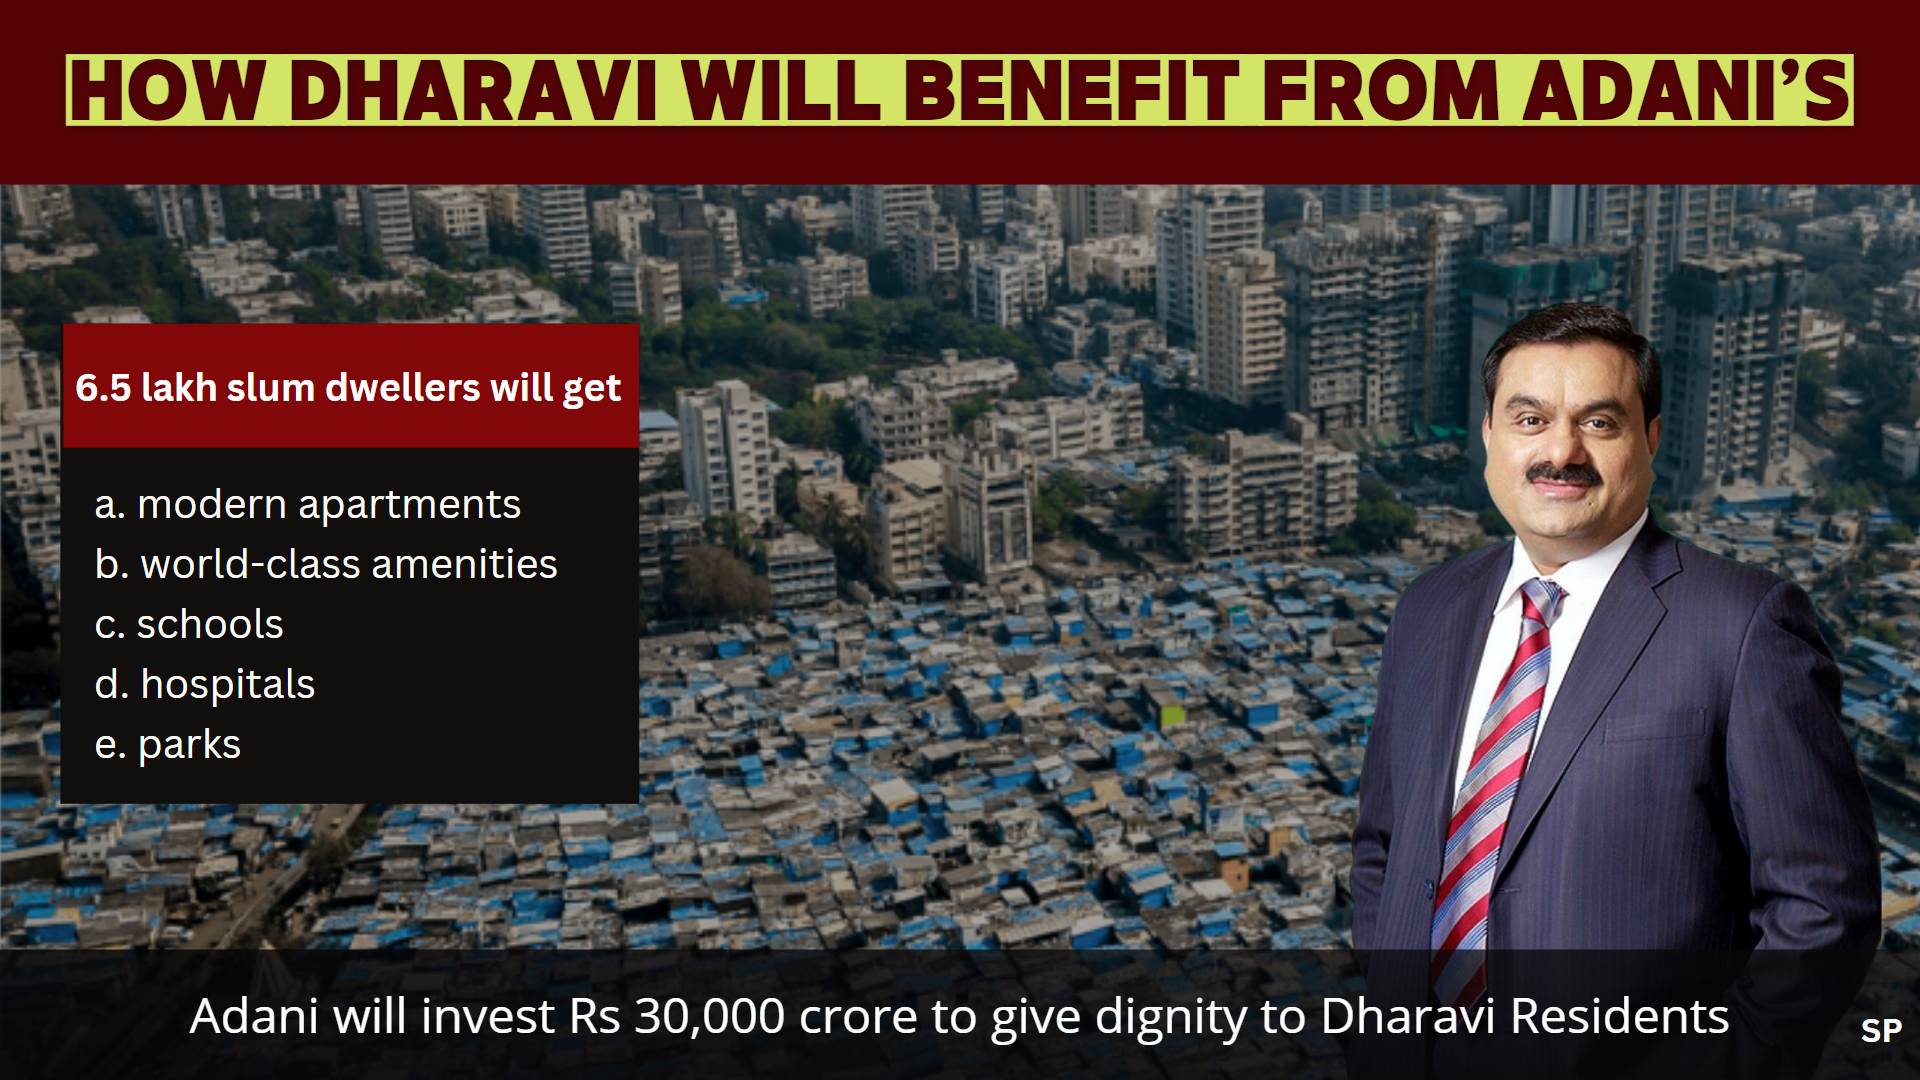 HOW DHARAVI WILL BENEFIT FROM ADANI'S
6.5 lakh slum dwellers will get
a. modern apartments
b. world-class amenities
c. schools
d. hospitals
e. parks
Adani will invest Rs 30,000 crore to give dignity to Dharavi Residents
SP